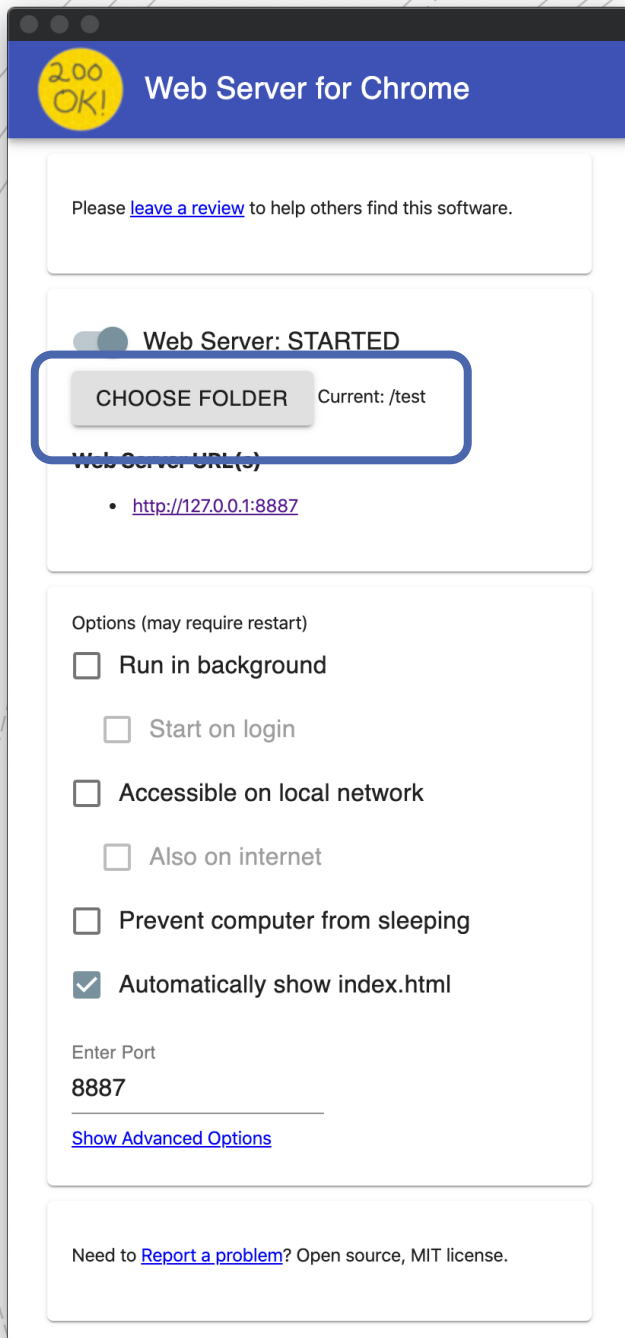 200
OK!
Web Server for Chrome
Please leave a review to help others find this software.
Web Server: STARTED
CHOOSE FOLDER Current: /test
Web Server URL(s)
http://127.0.0.1:8887
Options (may require restart)
Run in background
Start on login
Accessible on local network
Also on internet
Prevent computer from sleeping
Automatically show index.html
Enter Port
8887
Show Advanced Options
Need to Report a problem? Open source, MIT license.